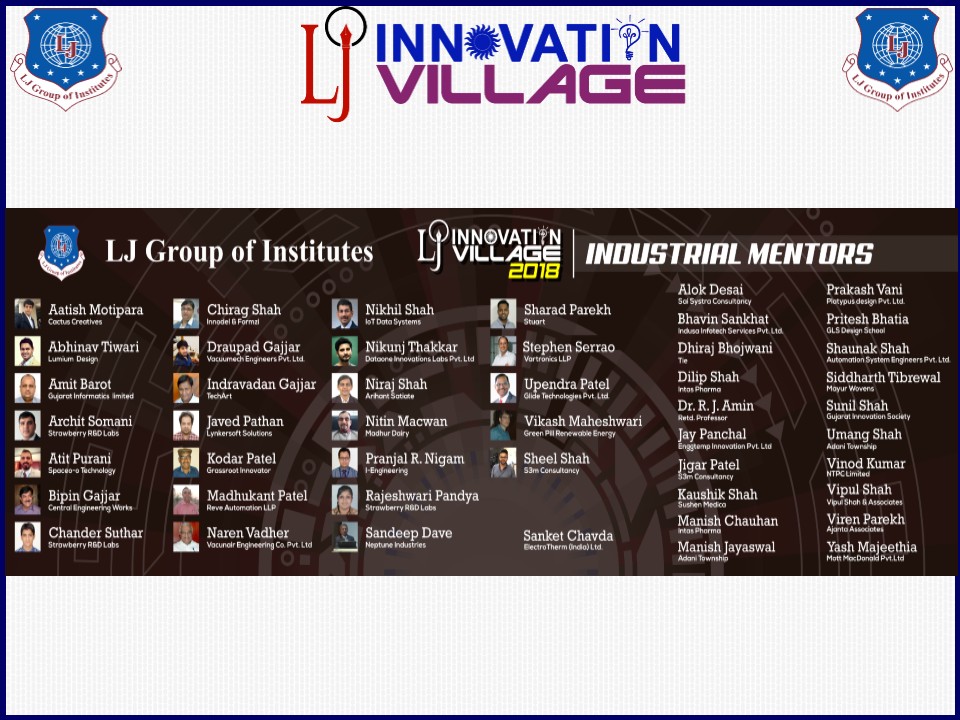 LJ Group of Institutes
LJ INNOVATION
VILLAGE
LJ Group of Institutes
LJ Group of Institutes
LJ INNOVATION
VILLAGE
2018
INDUSTRIAL MENTORS
Aatish Motipara
Cactus Creatives
Abhinav Tiwari
Lumium Design
Amit Barot
Gujarat Informatics limited
Archit Somani
Strawberry R&D Labs
Atit Purani
Spaceo-o Technology
Bipin Gajjar
Central Engineering Works
Chander Suthar
Strawberry R&D Labs
Chirag Shah
Innodel & Formzi
Draupad Gajjar
Vacuumech Engineers Pvt. Ltd.
Indravadan Gajjar
TechArt
Javed Pathan
Lynkersoft Solutions
Kodar Patel
Grassroot Innovator
Madhukant Patel
Reve Automation LLP
Naren Vadher
Vacunair Engineering Co. Pvt. Ltd
Nikhil Shah
IoT Data Systems
Nikunj Thakkar
Dataone Innovations Labs Pvt. Ltd
Niraj Shah
Arihant Satiate
Nitin Macwan
Madhur Dairy
Pranjal R. Nigam
I-Engineering
Rajeshwari Pandya
Strawberry R&D Labs
Sandeep Dave
Neptune Industries
Sharad Parekh
Stuart
Stephen Serrao
Vartronics LLP
Upendra Patel
Glide Technologies Pvt. Ltd.
Vikash Maheshwari
Green Pill Renewable Energy
Sheel Shah
S3m Consultancy
Sanket Chavda
ElectroTherm (India) Ltd.
Alok Desai
Sai Systra Consultancy
Bhavin Sankhat
Indusa Infotech Services Pvt. Ltd.
Dhiraj Bhojwani
Tie
Dilip Shah
Intas Pharma
Dr. R. J. Amin
Retd. Professor
Jay Panchal
Enggtemp Innovation Pvt. Ltd
Jigar Patel
S3m Consultancy
Kaushik Shah
Sushen Medica
Manish Chauhan
Intas Pharma
Manish Jayaswal
Adani Township
Prakash Vani
Platypus design Pvt. Ltd.
Pritesh Bhatia
GLS Design School
Shaunak Shah
Automation System Engineers Pvt. Ltd.
Siddharth Tibrewal
Mayur Wovens
Sunil Shah
Gujarat Innovation Society
Umang Shah
Adani Township
Vinod Kumar
NTPC Limited
Vipul Shah
Vipul Shah & Associates
Viren Parekh
Ajanta Associates
Yash Majeethia
Mott MacDonald Pvt.Ltd